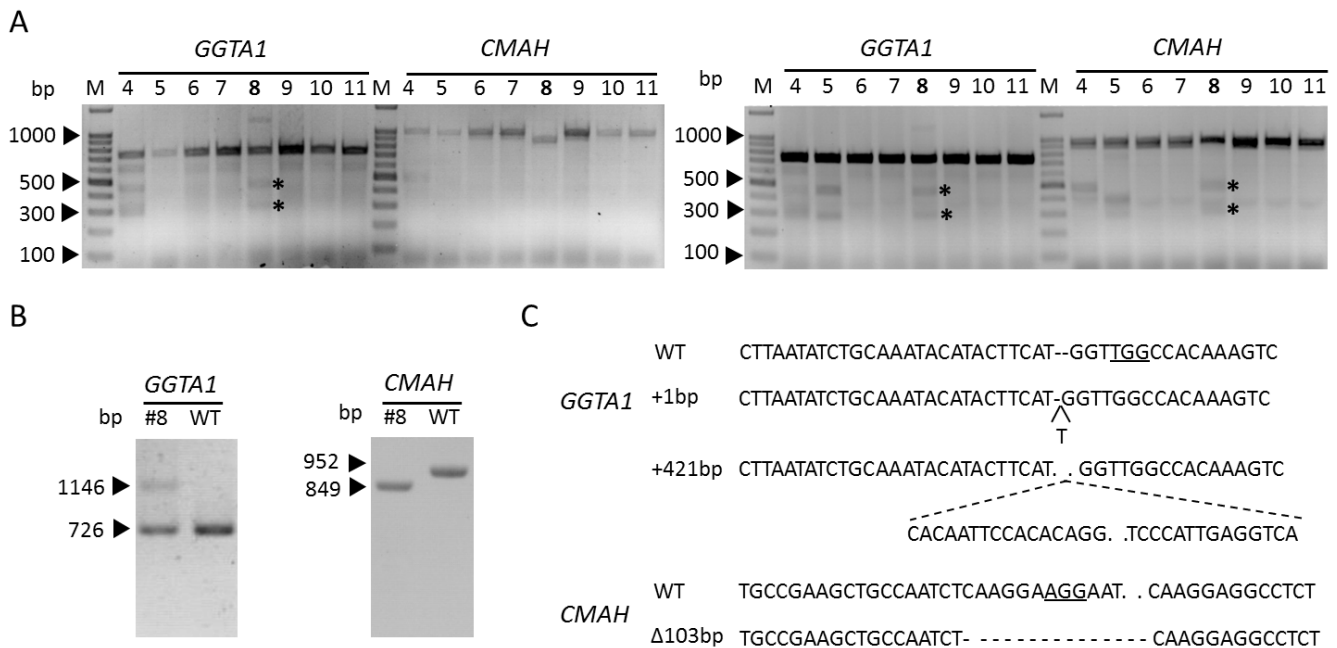 A
GGTA1 CMAH GGTA1 CMAH
bp M 4 5 6 7 8 9 10 11 M 4 5 6 7 8 9 10 11 bp M 4 5 6 7 8 9 10 11 M 4 5 6 7 8 9 10 11
1000 1000
500 * 500 * *
300 * 300 * *
100 100
B
GGTA1 CMAH
bp #8 WT bp #8 WT
1146
726
952
849
C
WT CTTAATATCTGCAAATACATACTTCAT--GGTTGGCCACAAAGTC
GGTA1 +1bp CTTAATATCTGCAAATACATACTTCAT-GGTTGGCCACAAAGTC
T
+421bp CTTAATATCTGCAAATACATACTTCAT. .GGTTGGCCACAAAGTC
CACAATTCCACACAGG. .TCCCATTGAGGTCA
WT TGCCGAAGCTGCCAATCTCAAGGAAGGAAT. . CAAGGAGGCCTCT
CMAH
Δ103bp TGCCGAAGCTGCCAATCT- - - - - - - - - - - - - - - CAAGGAGGCCTCT